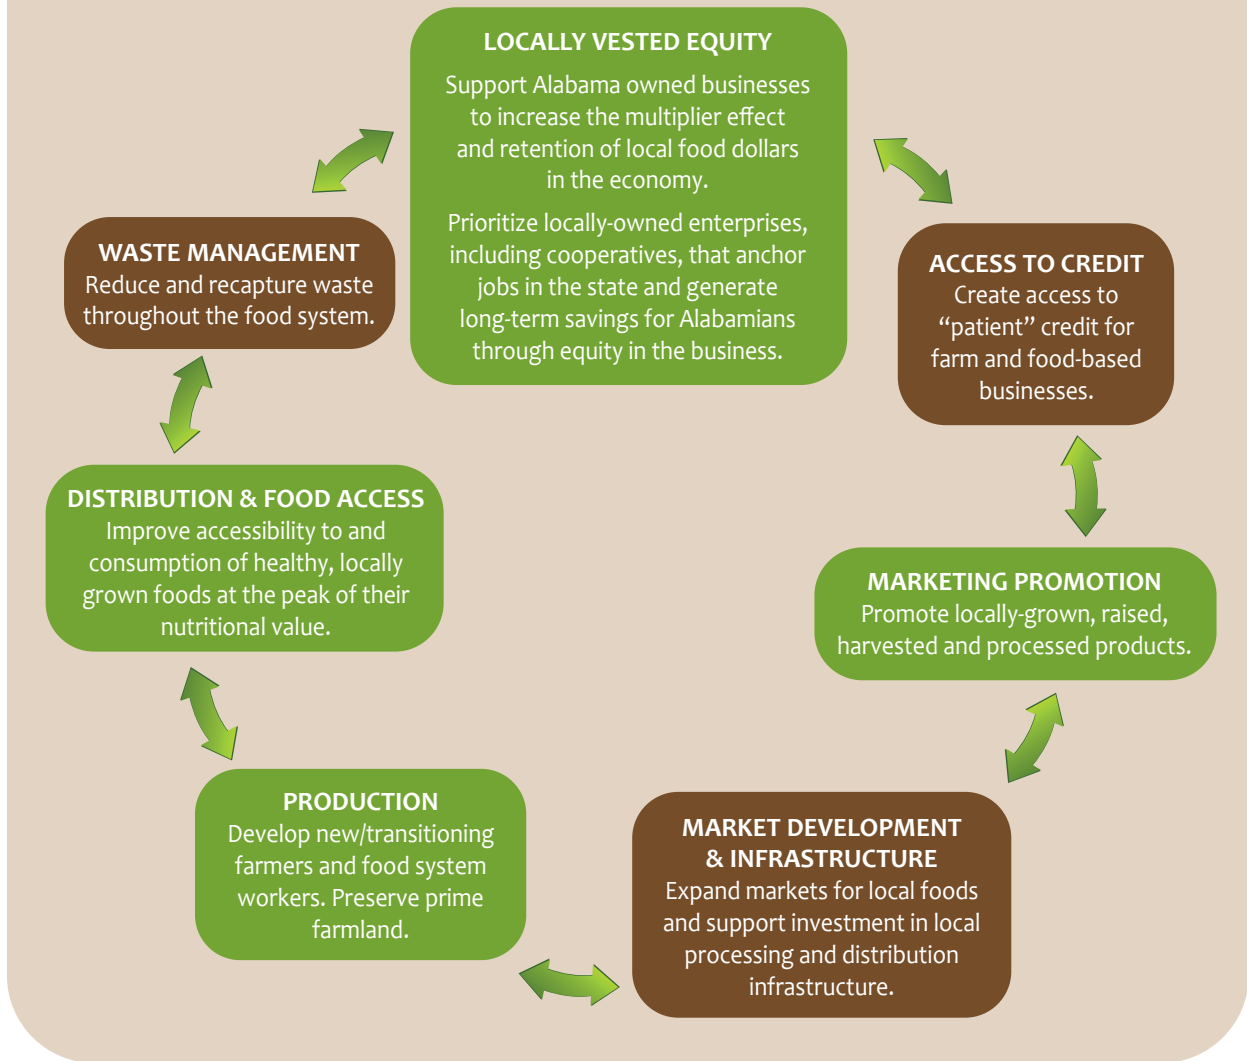 LOCALLY VESTED EQUITY
Support Alabama owned businesses
to increase the multiplier effect
and retention of local food dollars
in the economy.
Prioritize locally-owned enterprises,
including cooperatives, that anchor
jobs in the state and generate
long-term savings for Alabamians
through equity in the business.
ACCESS TO CREDIT
Create access to
“patient” credit for
farm and food-based
businesses.
MARKETING PROMOTION
Promote locally-grown, raised,
harvested and processed products.
MARKET DEVELOPMENT
& INFRASTRUCTURE
Expand markets for local foods
and support investment in local
processing and distribution
infrastructure.
PRODUCTION
Develop new/transitioning
farmers and food system
workers. Preserve prime
farmland.
DISTRIBUTION & FOOD ACCESS
Improve accessibility to and
consumption of healthy, locally
grown foods at the peak of their
nutritional value.
WASTE MANAGEMENT
Reduce and recapture waste
throughout the food system.